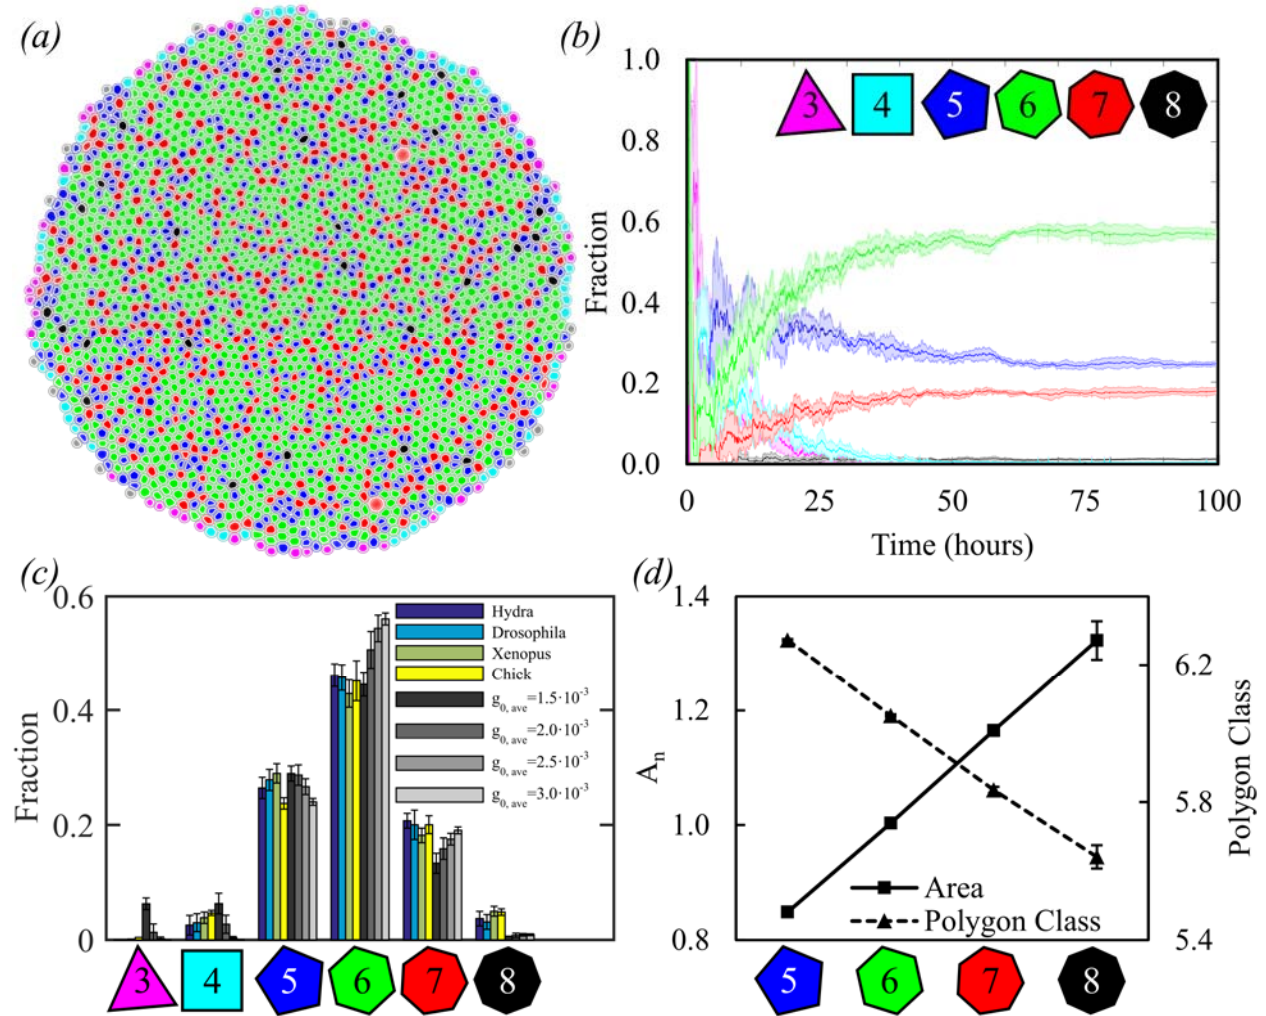 (a)
(b)
1.0
0.8
0.6
0.4
0.2
0.0
Fraction
3 4 5 6 7 8
0 25 50 75 100
Time (hours)
(c)
0.6
0.4
0.2
0
Fraction
Hydra
Drosophila
Xenopus
Chick
g0, ave=1.5·10-3
g0, ave=2.0·10-3
g0, ave=2.5·10-3
g0, ave=3.0·10-3
3 4 5 6 7 8
(d)
1.4
1.2
1.0
0.8
An
Area
Polygon Class
6.2
5.8
5.4
Polygon Class
5 6 7 8